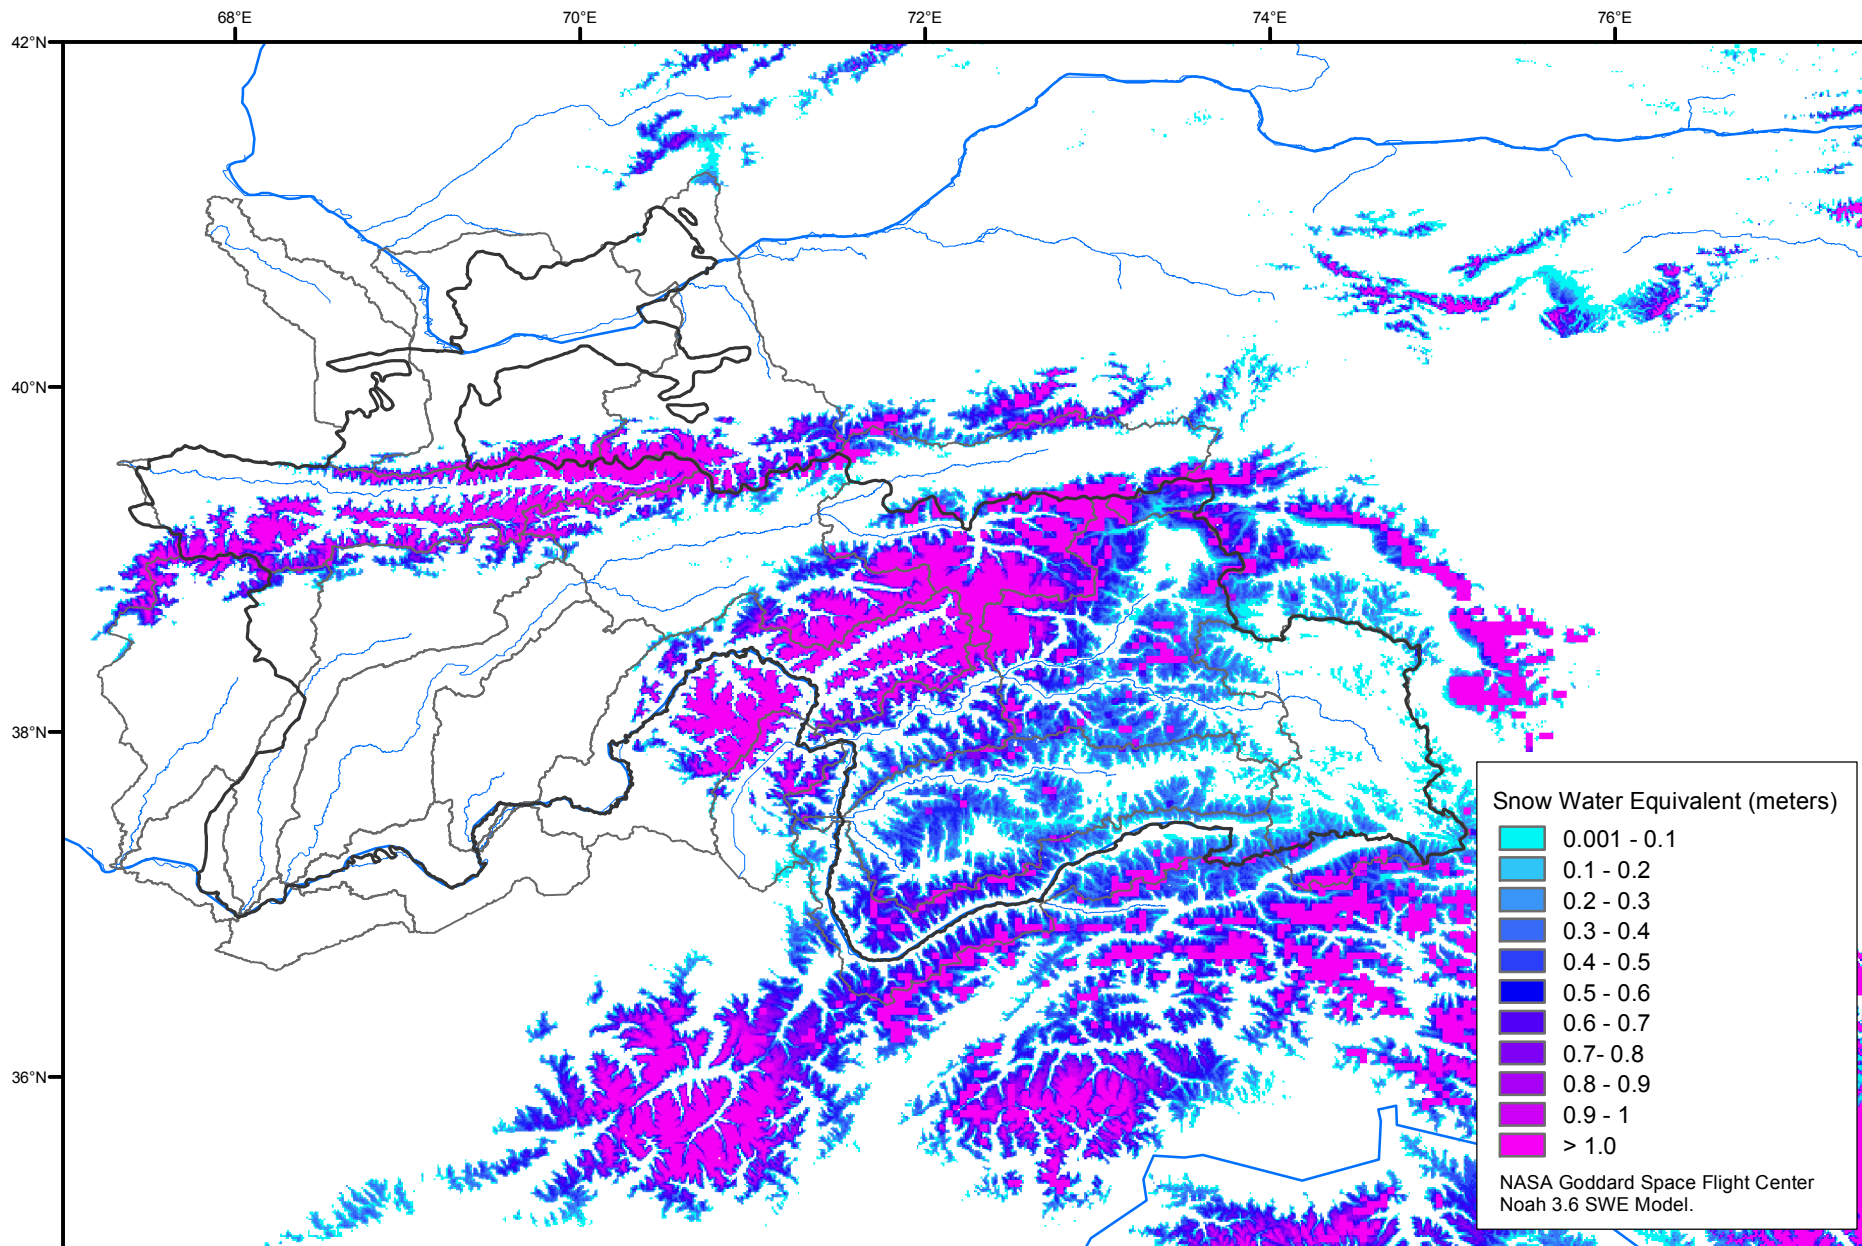 68°E
70°E
72°E
74°E
76°E
42°N
40°N
38°N
36°N
Snow Water Equivalent (meters)
0.001 - 0.1
0.1 - 0.2
0.2 - 0.3
0.3 - 0.4
0.4 - 0.5
0.5 - 0.6
0.6 - 0.7
0.7- 0.8
0.8 - 0.9
0.9 - 1
> 1.0
NASA Goddard Space Flight Center
Noah 3.6 SWE Model.